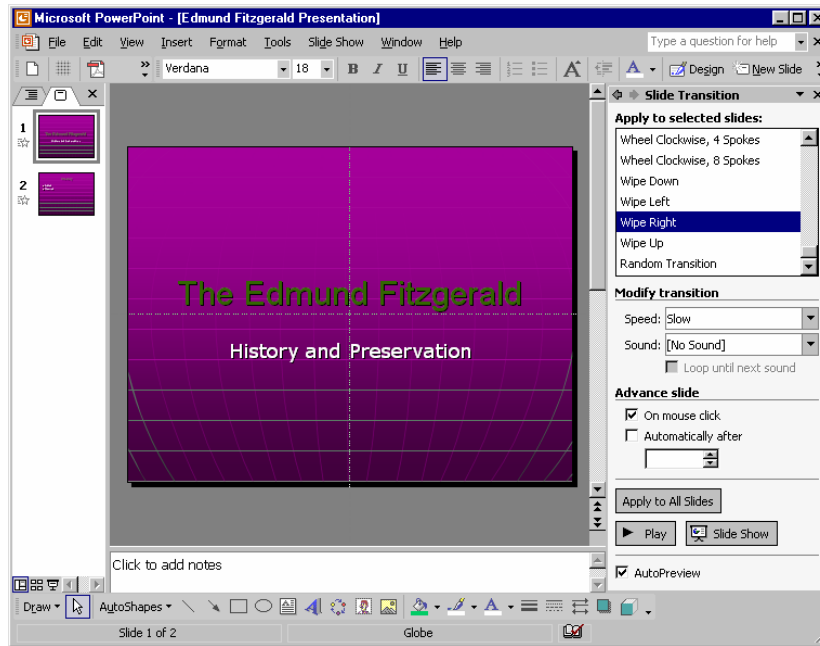 Microsoft PowerPoint - [Edmund Fitzgerald Presentation]
File Edit View Insert Format Tools Slide Show Window Help Type a question for help
Verdana 18 B I U A A Design New Slide
Slide Transition
Apply to selected slides:
1
Wheel Clockwise, 4 Spokes
Wheel Clockwise, 8 Spokes
Wipe Down
2
Wipe Left
Wipe Right
Wipe Up
Random Transition
The Edmund Fitzgerald
History and Preservation
Modify transition
Speed: Slow
Sound: [No Sound]
Loop until next sound
Advance slide
On mouse click
Automatically after
Apply to All Slides
Play Slide Show
AutoPreview
Click to add notes
Draw AutoShapes A A
Slide 1 of 2 Globe